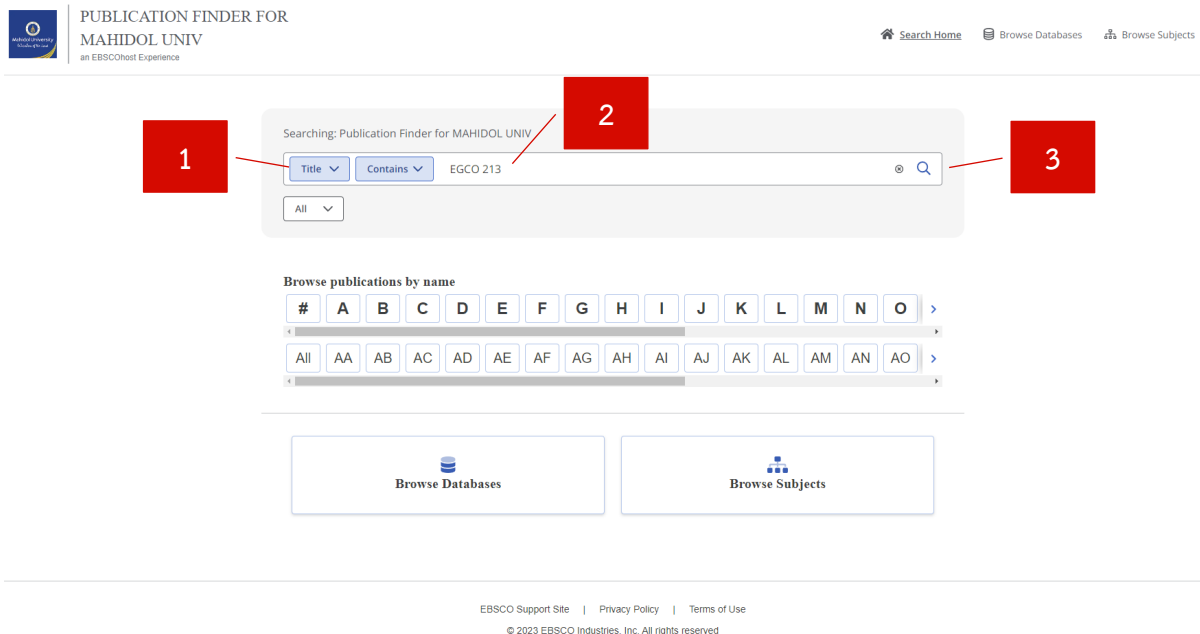 Mahidol University
PUBLICATION FINDER FOR
MAHIDOL UNIV
an EBSCOhost Experience
Search Home
Browse Databases
Browse Subjects
1
2
3
Searching: Publication Finder for MAHIDOL UNIV
Title
Contains
EGCO 213
All
Browse publications by name
# A B C D E F G H I J K L M N O
All AA AB AC AD AE AF AG AH AI AJ AK AL AM AN AO
Browse Databases
Browse Subjects
EBSCO Support Site | Privacy Policy | Terms of Use
© 2023 EBSCO Industries, Inc. All rights reserved